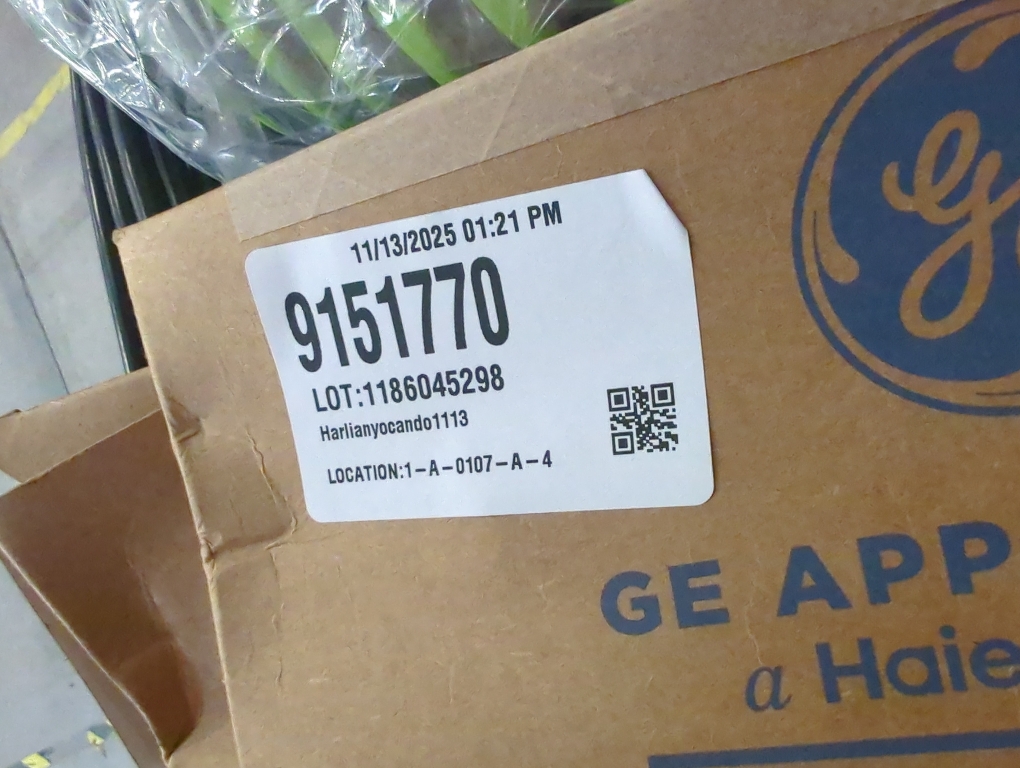 11/13/2025 01:21 PM
9151770
LOT:1186045298
Harlianyocando1113
LOCATION:1-A-0107-A-4
GE APP
a Haie